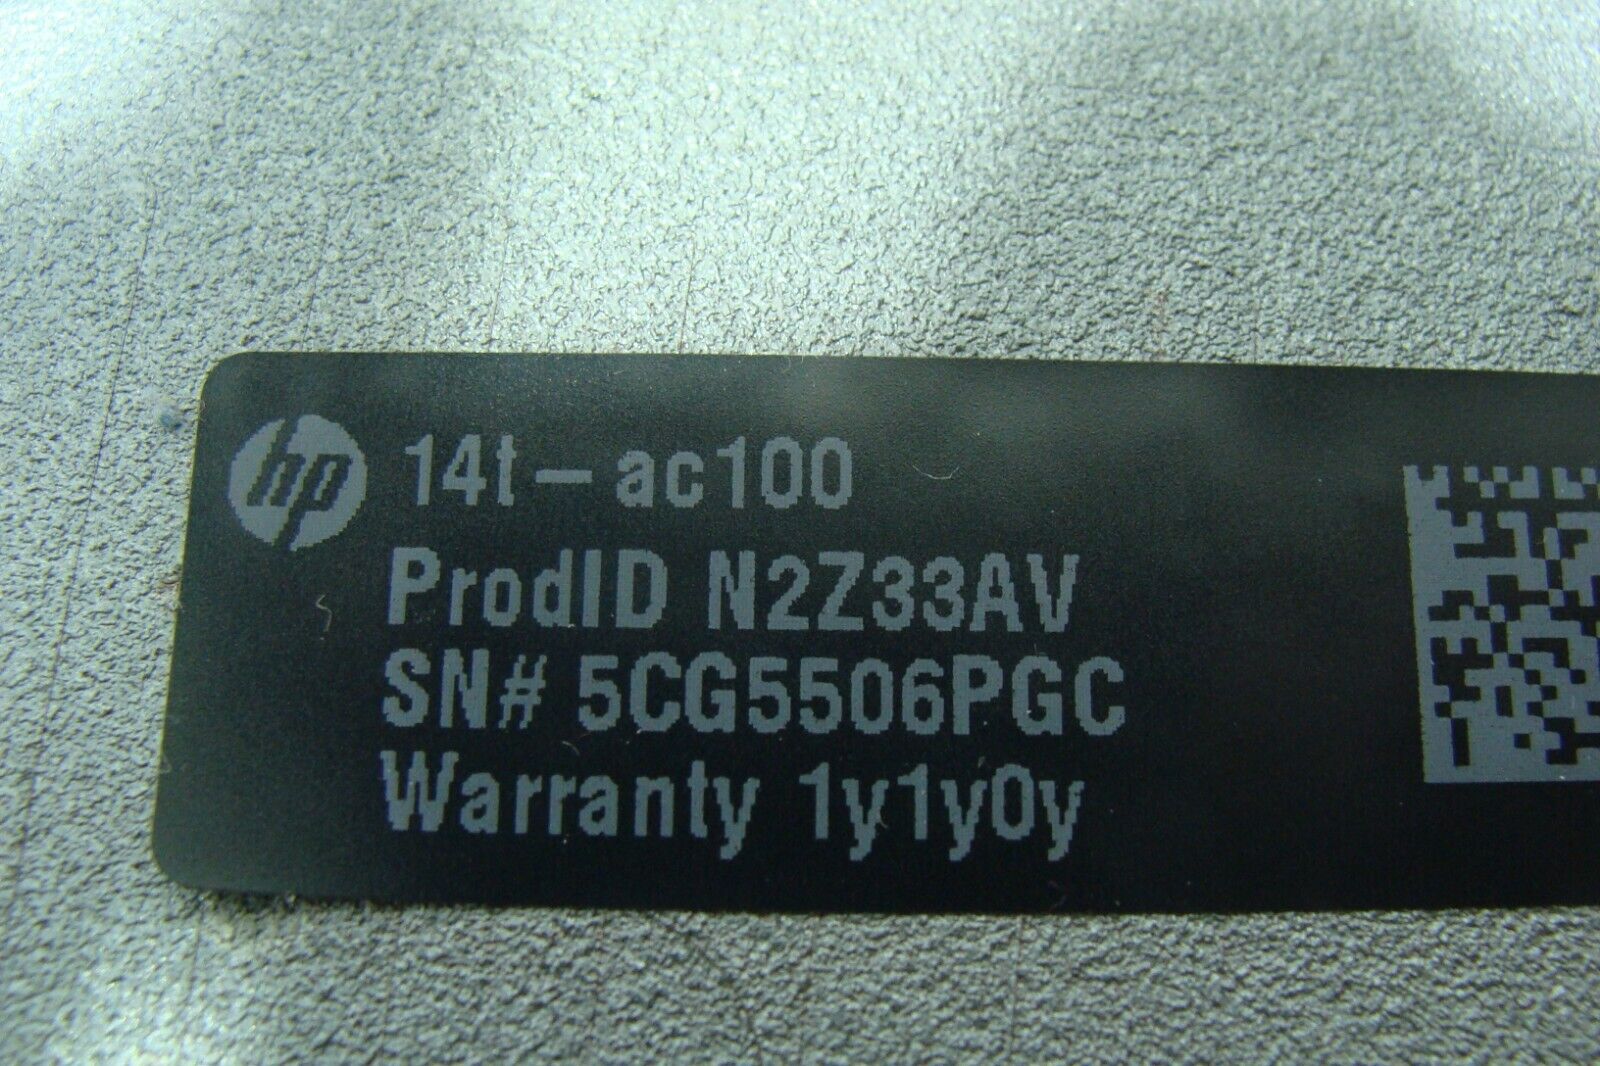 hp 14t-ac100
ProdID N2Z33AV
SN# 5CG5506PGC
Warranty 1y1y0y